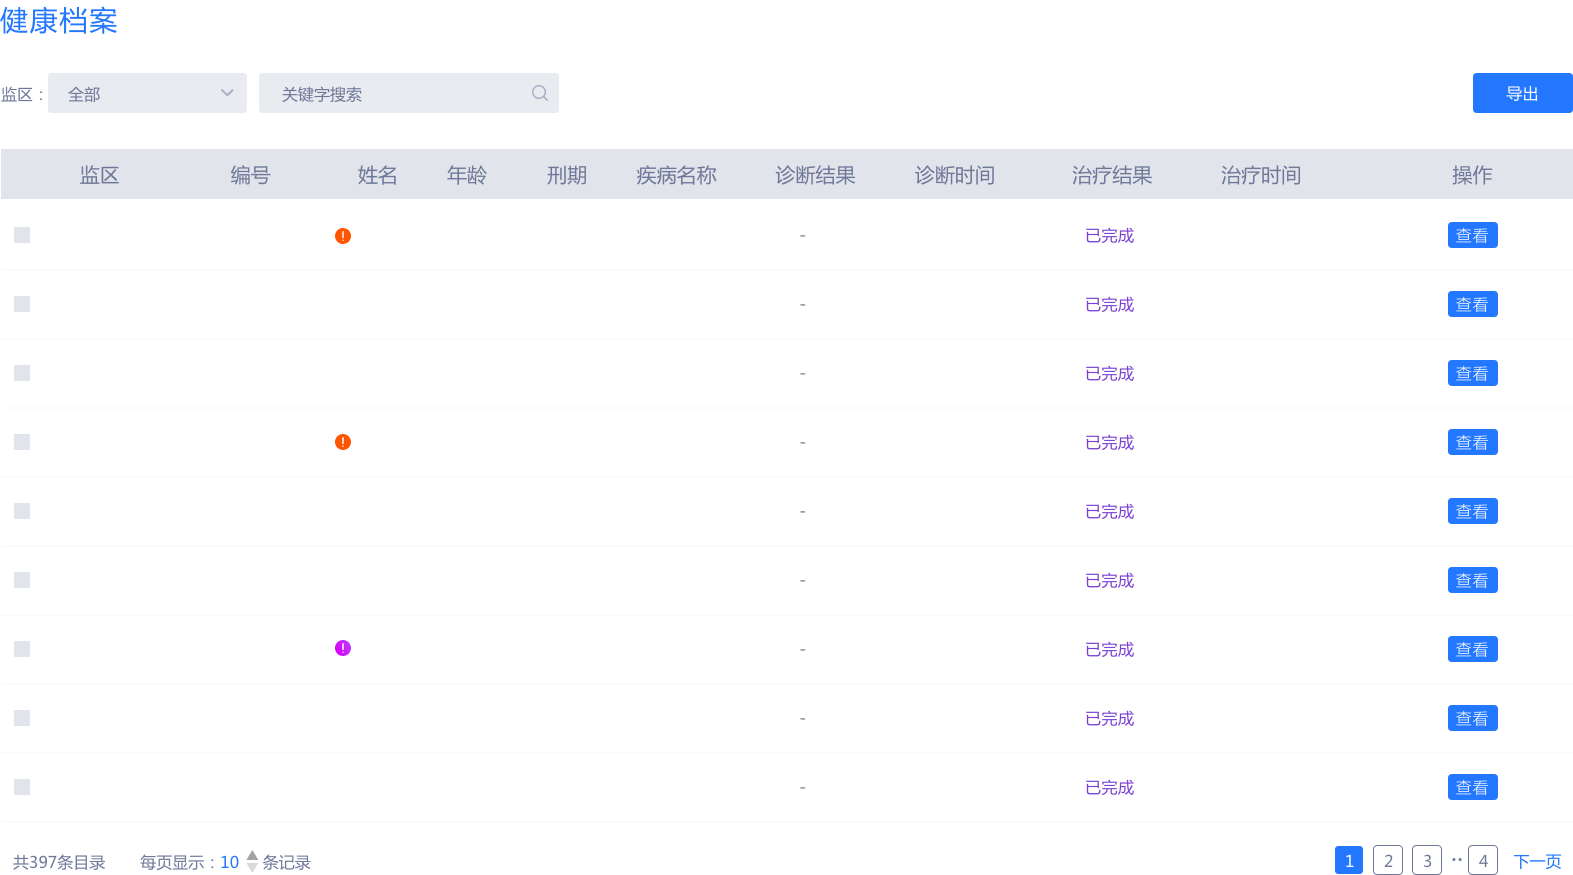 健康档案
监区：全部 关键字搜索 导出
监区 编号 姓名 年龄 刑期 疾病名称 诊断结果 诊断时间 治疗结果 治疗时间 操作
! - 已完成 查看
- 已完成 查看
- 已完成 查看
! - 已完成 查看
- 已完成 查看
- 已完成 查看
! - 已完成 查看
- 已完成 查看
- 已完成 查看
共397条目录 每页显示：10 条记录 1 2 3 ·· 4 下一页